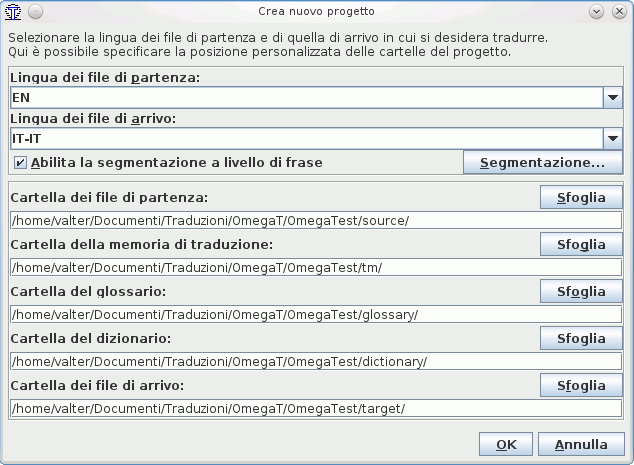 Crea nuovo progetto
Selezionare la lingua dei file di partenza e di quella di arrivo in cui si desidera tradurre.
Qui è possibile specificare la posizione personalizzata delle cartelle del progetto.
Lingua dei file di partenza:
EN
Lingua dei file di arrivo:
IT-IT
Abilita la segmentazione a livello di frase
Segmentazione...
Cartella dei file di partenza:
Sfoglia
/home/valter/Documenti/Traduzioni/OmegaT/OmegaTest/source/
Cartella della memoria di traduzione:
Sfoglia
/home/valter/Documenti/Traduzioni/OmegaT/OmegaTest/tm/
Cartella del glossario:
Sfoglia
/home/valter/Documenti/Traduzioni/OmegaT/OmegaTest/glossary/
Cartella del dizionario:
Sfoglia
/home/valter/Documenti/Traduzioni/OmegaT/OmegaTest/dictionary/
Cartella dei file di arrivo:
Sfoglia
/home/valter/Documenti/Traduzioni/OmegaT/OmegaTest/target/
OK
Annulla